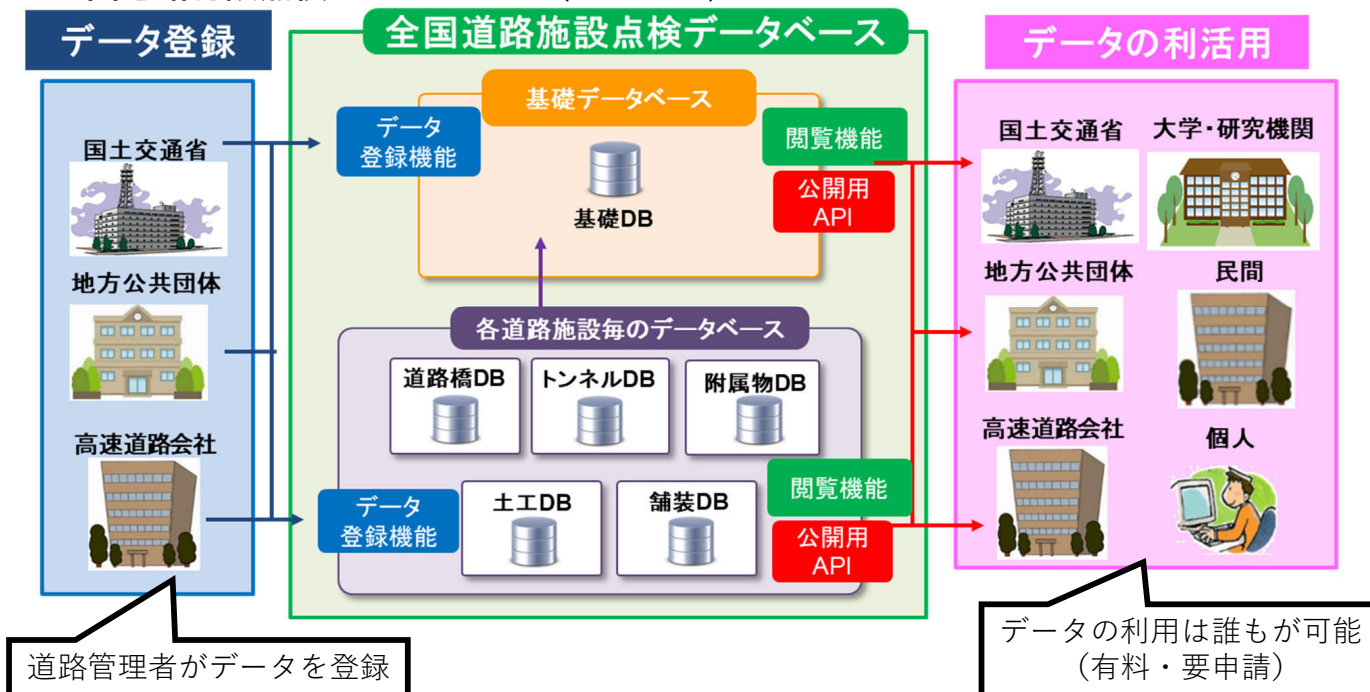 データ登録
国土交通省
地方公共団体
高速道路会社
道路管理者がデータを登録
全国道路施設点検データベース
基礎データベース
データ
登録機能
基礎DB
閲覧機能
公開用
API
各道路施設毎のデータベース
道路橋DB
トンネルDB
附属物DB
データ
登録機能
土工DB
舗装DB
閲覧機能
公開用
API
データの利活用
国土交通省
大学・研究機関
地方公共団体
民間
高速道路会社
個人
データの利用は誰もが可能
(有料・要申請)